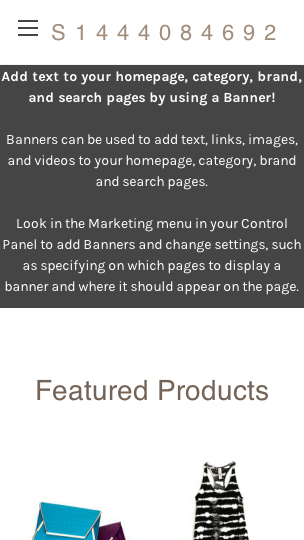 S1444084692
Add text to your homepage, category, brand,
and search pages by using a Banner!
Banners can be used to add text, links, images,
and videos to your homepage, category, brand
and search pages.
Look in the Marketing menu in your Control
Panel to add Banners and change settings, such
as specifying on which pages to display a
banner and where it should appear on the page.
Featured Products